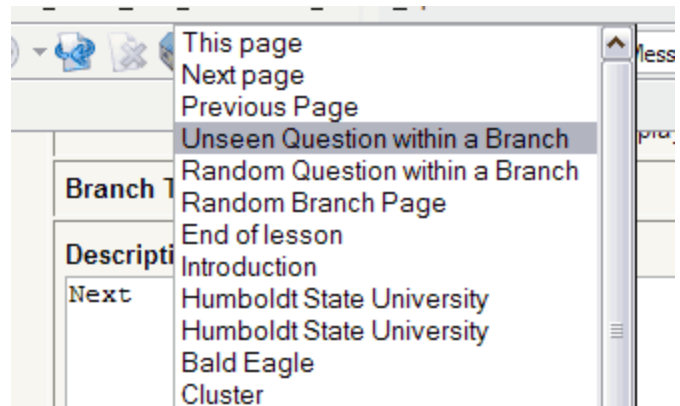 This page
Next page
Previous Page
Unseen Question within a Branch
Random Question within a Branch
Random Branch Page
End of lesson
Introduction
Humboldt State University
Humboldt State University
Bald Eagle
Cluster
Branch T
Descripti
Next